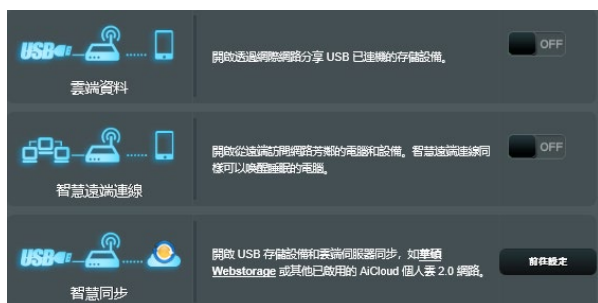 USB
雲端資料
開啟透過網際網路分享 USB 已連機的存儲設備。
OFF
智慧遠端連線
開啟從遠端訪問網路芳鄰的電腦和設備。智慧遠端連線同
樣可以喚醒睡眠的電腦。
OFF
USB
智慧同步
開啟 USB 存儲設備和雲端伺服器同步，如華碩
Webstorage 或其他已啟用的 AiCloud 個人雲 2.0 網路。
前往設定